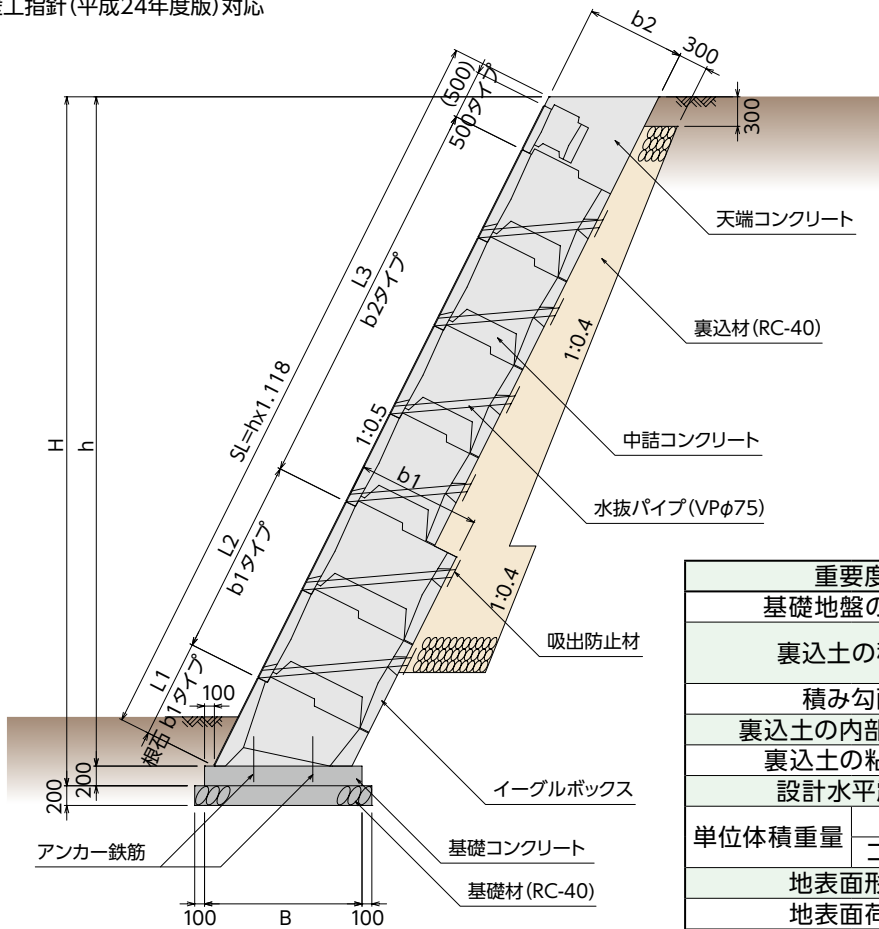 工指針(平成24年度版)対応
b2
300
(500)
500タイプ
300
天端コンクリート
L3
b2タイプ
裏込材(RC-40)
1:0.4
SL=hx1.118
H
h
1:0.5
中詰コンクリート
b1
水抜パイプ(VPφ75)
L2
b1タイプ
1:0.4
吸出防止材
L1
根石 b1タイプ
100
イーグルボックス
200
200
アンカー鉄筋
基礎コンクリート
基礎材(RC-40)
100
B
100
重要度
基礎地盤の
裏込土の
積み勾
裏込土の内部
裏込土の粘
設計水平
単位体積重量
コ
地表面形
地表面荷